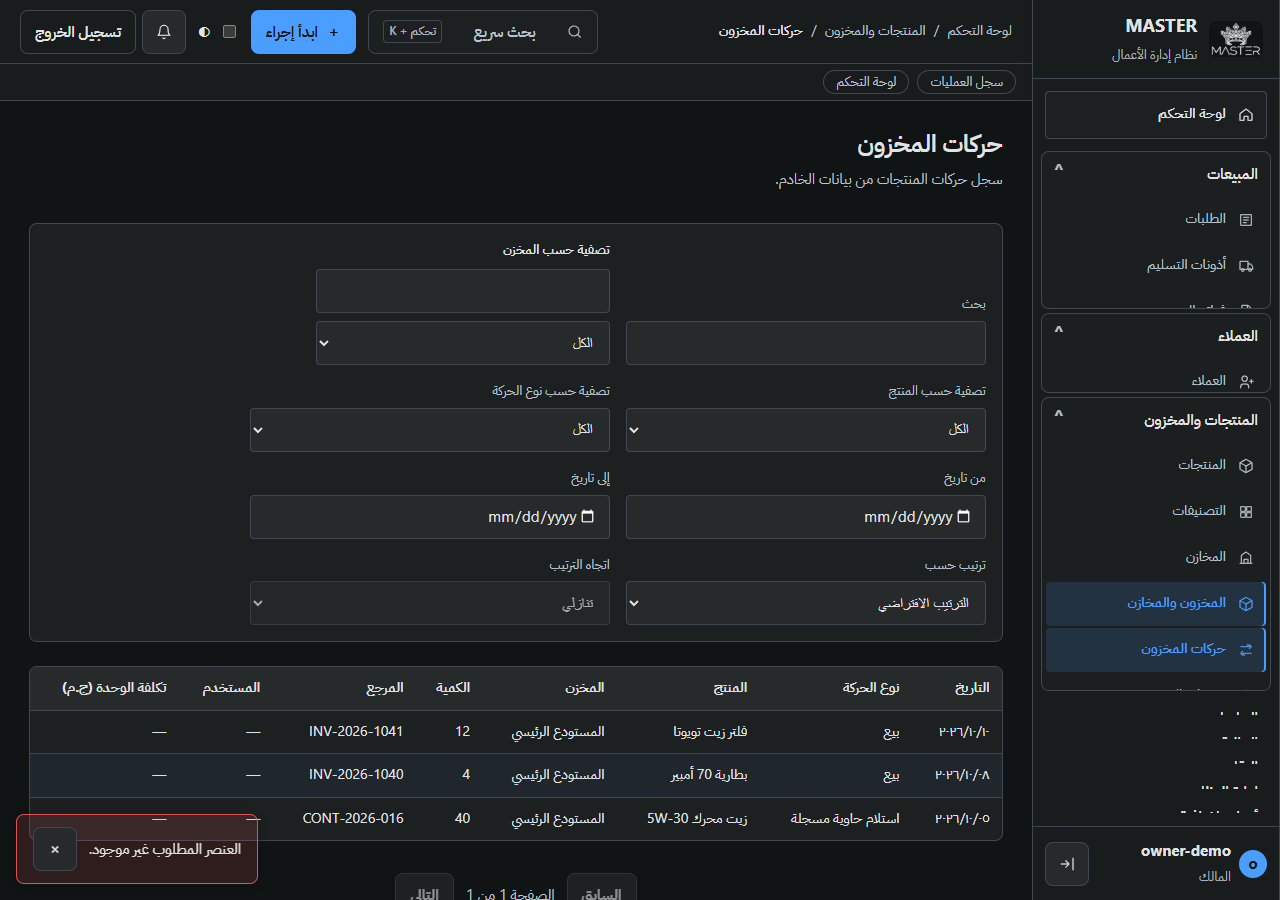 MASTER
نظام إدارة الأعمال
MASTER
لوحة التحكم / المنتجات والمخزون / حركات المخزون
بحث سريع
تحكم + K
+ ابدأ إجراء
تسجيل الخروج
سجل العمليات
لوحة التحكم
لوحة التحكم
المبيعات
الطلبات
أذونات التسليم
العملاء
العملاء
المنتجات والمخزون
المنتجات
التصنيفات
المخازن
المخزون والمخازن
حركات المخزون
owner-demo
المالك
o
حركات المخزون
سجل حركات المنتجات من بيانات الخادم.
بحث
تصفية حسب المخزن
الكل
تصفية حسب المنتج
الكل
تصفية حسب نوع الحركة
الكل
من تاريخ
mm/dd/yyyy
إلى تاريخ
mm/dd/yyyy
ترتيب حسب
الترتيب الافتراضي
اتجاه الترتيب
تنازلي
التاريخ نوع الحركة المنتج المخزن الكمية المرجع المستخدم تكلفة الوحدة (ج.م)
٢٠٢٦/١٠/١٠ بيع فلتر زيت تويوتا المستودع الرئيسي 12 INV-2026-1041 — —
٢٠٢٦/١٠/٠٨ بيع بطارية 70 أمبير المستودع الرئيسي 4 INV-2026-1040 — —
٢٠٢٦/١٠/٠٥ استلام حاوية مسجلة زيت محرك 5W-30 المستودع الرئيسي 40 CONT-2026-016 — —
العنصر المطلوب غير موجود.
×
السابق
الصفحة 1 من 1
التالي